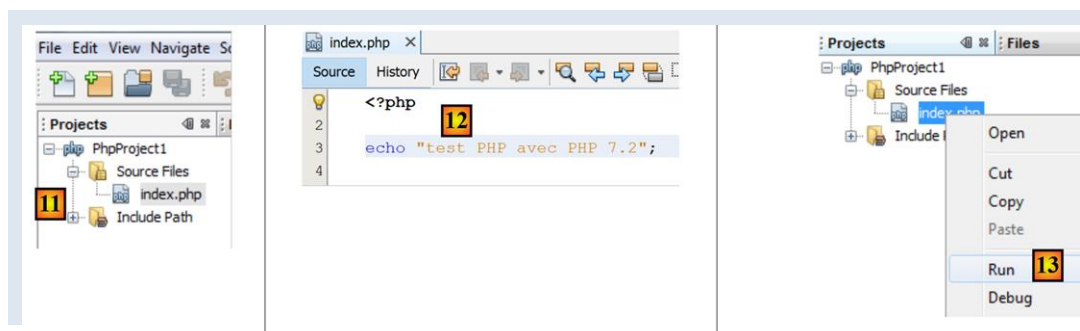 File Edit View Navigate
Projects
PhpProject1
Source Files
index.php
Include Path
11
index.php
Source History
<?php
12
2
3 echo "test PHP avec PHP 7.2";
4
Projects Files
PhpProject1
Source Files
index.php
Include
Open
Cut
Copy
Paste
Run 13
Debug